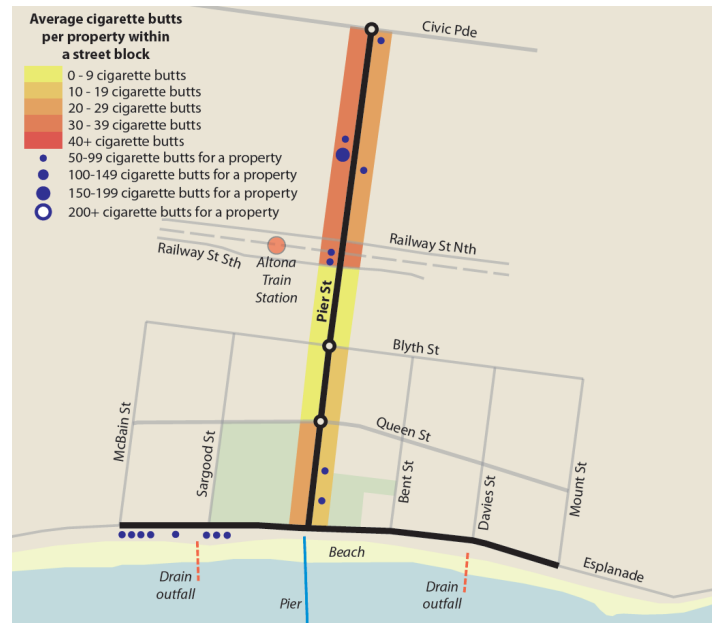 Average cigarette butts
per property within
a street block
0 - 9 cigarette butts
10 - 19 cigarette butts
20 - 29 cigarette butts
30 - 39 cigarette butts
40+ cigarette butts
50-99 cigarette butts for a property
100-149 cigarette butts for a property
150-199 cigarette butts for a property
200+ cigarette butts for a property
Civic Pde
Railway St Nth
Railway St Sth
Altona
Train
Station
Pier St
Blyth St
McBain St
Sargood St
Queen St
Bent St
Davies St
Mount St
Esplanade
Beach
Drain
outfall
Pier
Drain
outfall